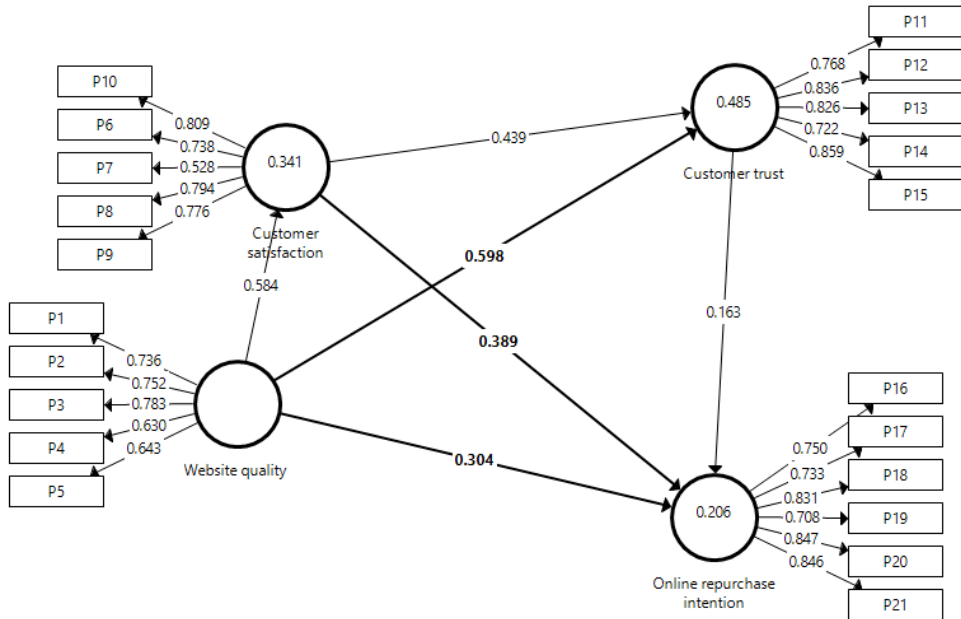 P10
P6
P7
P8
P9
0.809
0.738
0.528
0.794
0.776
0.341
Customer
satisfaction
0.439
0.485
Customer trust
0.768
0.836
0.826
0.722
0.859
P11
P12
P13
P14
P15
0.584
0.598
0.389
0.163
P1
P2
P3
P4
P5
0.736
0.752
0.783
0.630
0.643
Website quality
0.304
0.206
Online repurchase
intention
0.750
0.733
0.831
0.708
0.847
0.846
P16
P17
P18
P19
P20
P21